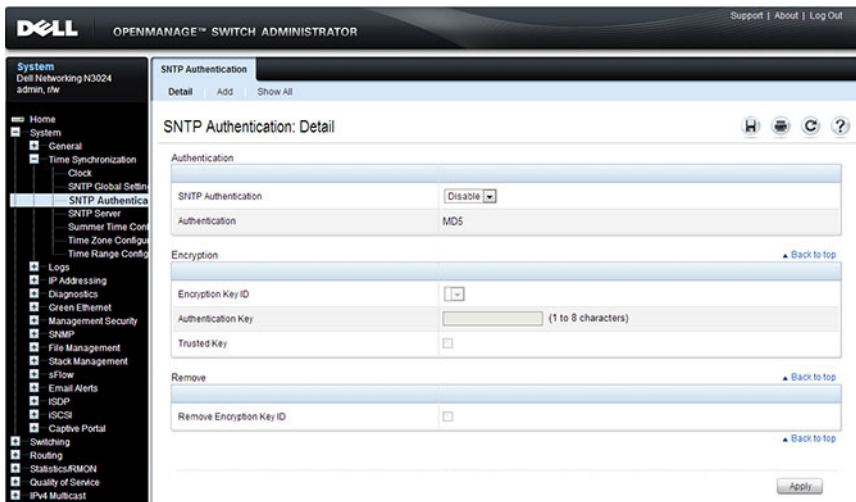 Support | About | Log Out
DELL OPENMANAGE™ SWITCH ADMINISTRATOR
System
Dell Networking N3024
admin, r/w
Home
System
General
Time Synchronization
Clock
SNTP Global Settin
SNTP Authentica
SNTP Server
Summer Time Conf
Time Zone Configur
Time Range Config
Logs
IP Addressing
Diagnostics
Green Ethernet
Management Security
SNMP
File Management
Stack Management
sFlow
Email Alerts
ISDP
iSCSI
Captive Portal
Switching
Routing
Statistics/RMON
Quality of Service
IPv4 Multicast
SNTP Authentication
Detail Add Show All
SNTP Authentication: Detail
Authentication
SNTP Authentication Disable
Authentication MD5
Encryption Back to top
Encryption Key ID
Authentication Key (1 to 8 characters)
Trusted Key
Remove Back to top
Remove Encryption Key ID
Back to top
Apply